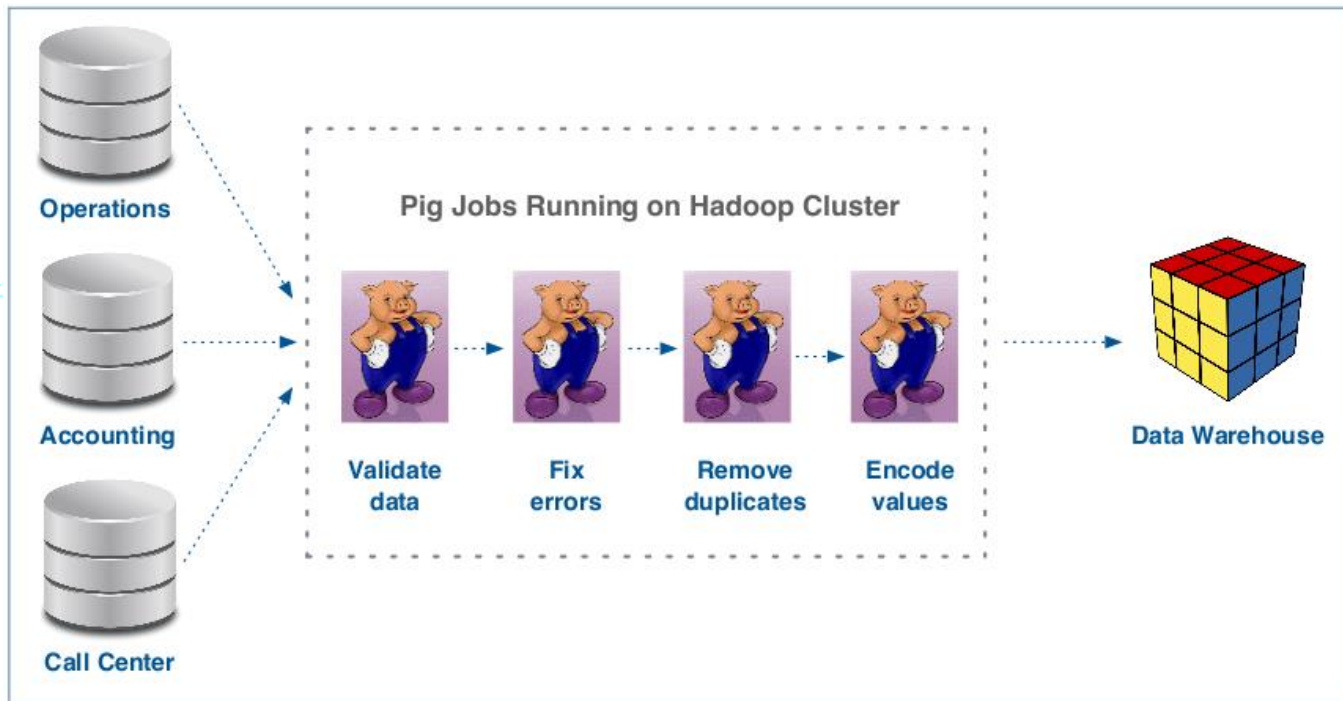 Operations
Accounting
Call Center
Pig Jobs Running on Hadoop Cluster
Validate
data
Fix
errors
Remove
duplicates
Encode
values
Data Warehouse